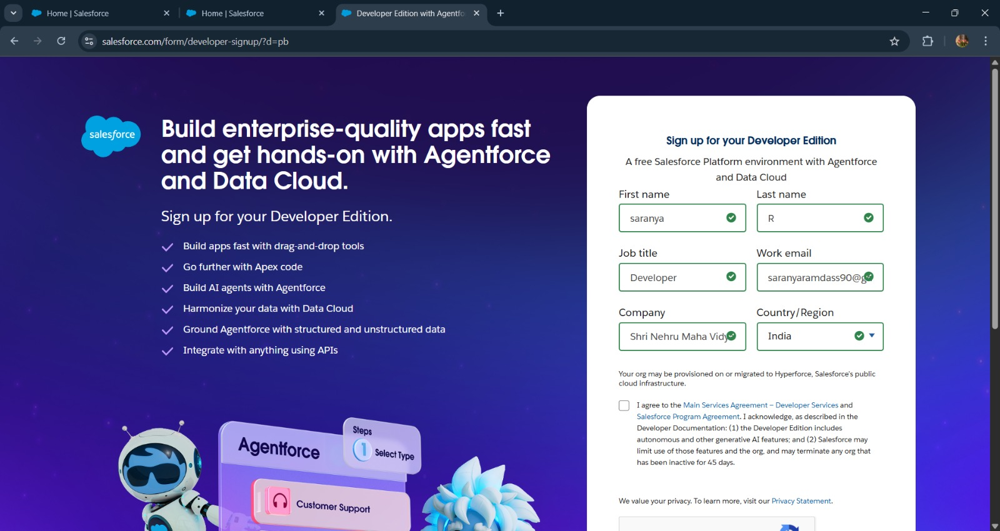 Home | Salesforce
Home | Salesforce
Developer Edition with Agentfo
salesforce.com/form/developer-signup/?d=pb
salesforce
Build enterprise-quality apps fast
and get hands-on with Agentforce
and Data Cloud.
Sign up for your Developer Edition.
Build apps fast with drag-and-drop tools
Go further with Apex code
Build AI agents with Agentforce
Harmonize your data with Data Cloud
Ground Agentforce with structured and unstructured data
Integrate with anything using APIs
Agentforce
Steps
1 Select Type
Customer Support
Sign up for your Developer Edition
A free Salesforce Platform environment with Agentforce
and Data Cloud
First name Last name
saranya R
Job title Work email
Developer saranyaramdass90@g
Company Country/Region
Shri Nehru Maha Vidy India
Your org may be provisioned on or migrated to Hyperforce, Salesforce's public
cloud infrastructure.
I agree to the Main Services Agreement – Developer Services and
Salesforce Program Agreement. I acknowledge, as described in the
Developer Documentation: (1) the Developer Edition includes
autonomous and other generative AI features; and (2) Salesforce may
limit use of those features and the org, and may terminate any org that
has been inactive for 45 days.
We value your privacy. To learn more, visit our Privacy Statement.